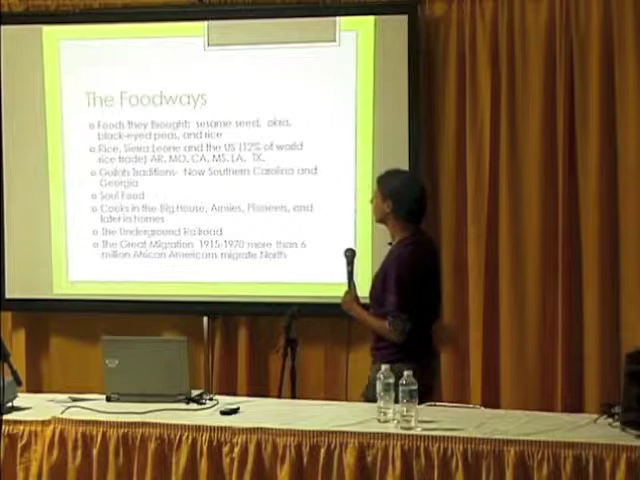 The Foodways
Foods they Brought: sesame seed, okra,
black-eyed peas, and rice
Rice, Sierra Leone and the US (12% of world
rice trade) AR, MO, CA, MS, LA, TX.
Gullah Traditions- Now Southern Carolina and
Georgia
Soul Food
Cooks in the Big House, Armies, Pioneers, and
later in homes
The Underground Railroad
The Great Migration 1915-1970 more than 6
million African Americans migrate North